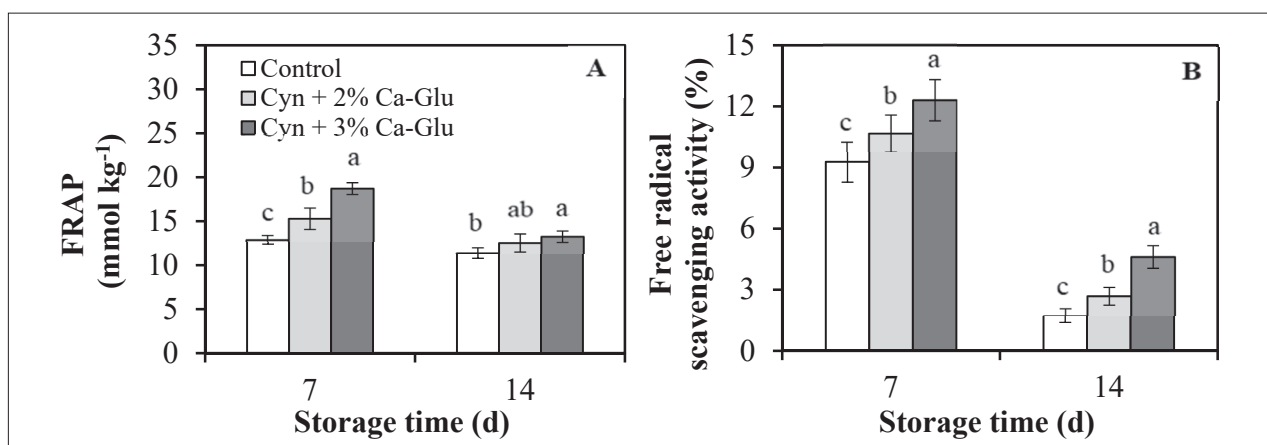 A
Control
Cyn + 2% Ca-Glu
Cyn + 3% Ca-Glu
FRAP
(mmol kg⁻¹)
35
30
25
20
15
10
5
0
c
b
a
b
ab
a
7
14
Storage time (d)
B
Free radical
scavenging activity (%)
15
12
9
6
3
0
c
b
a
c
b
a
7
14
Storage time (d)